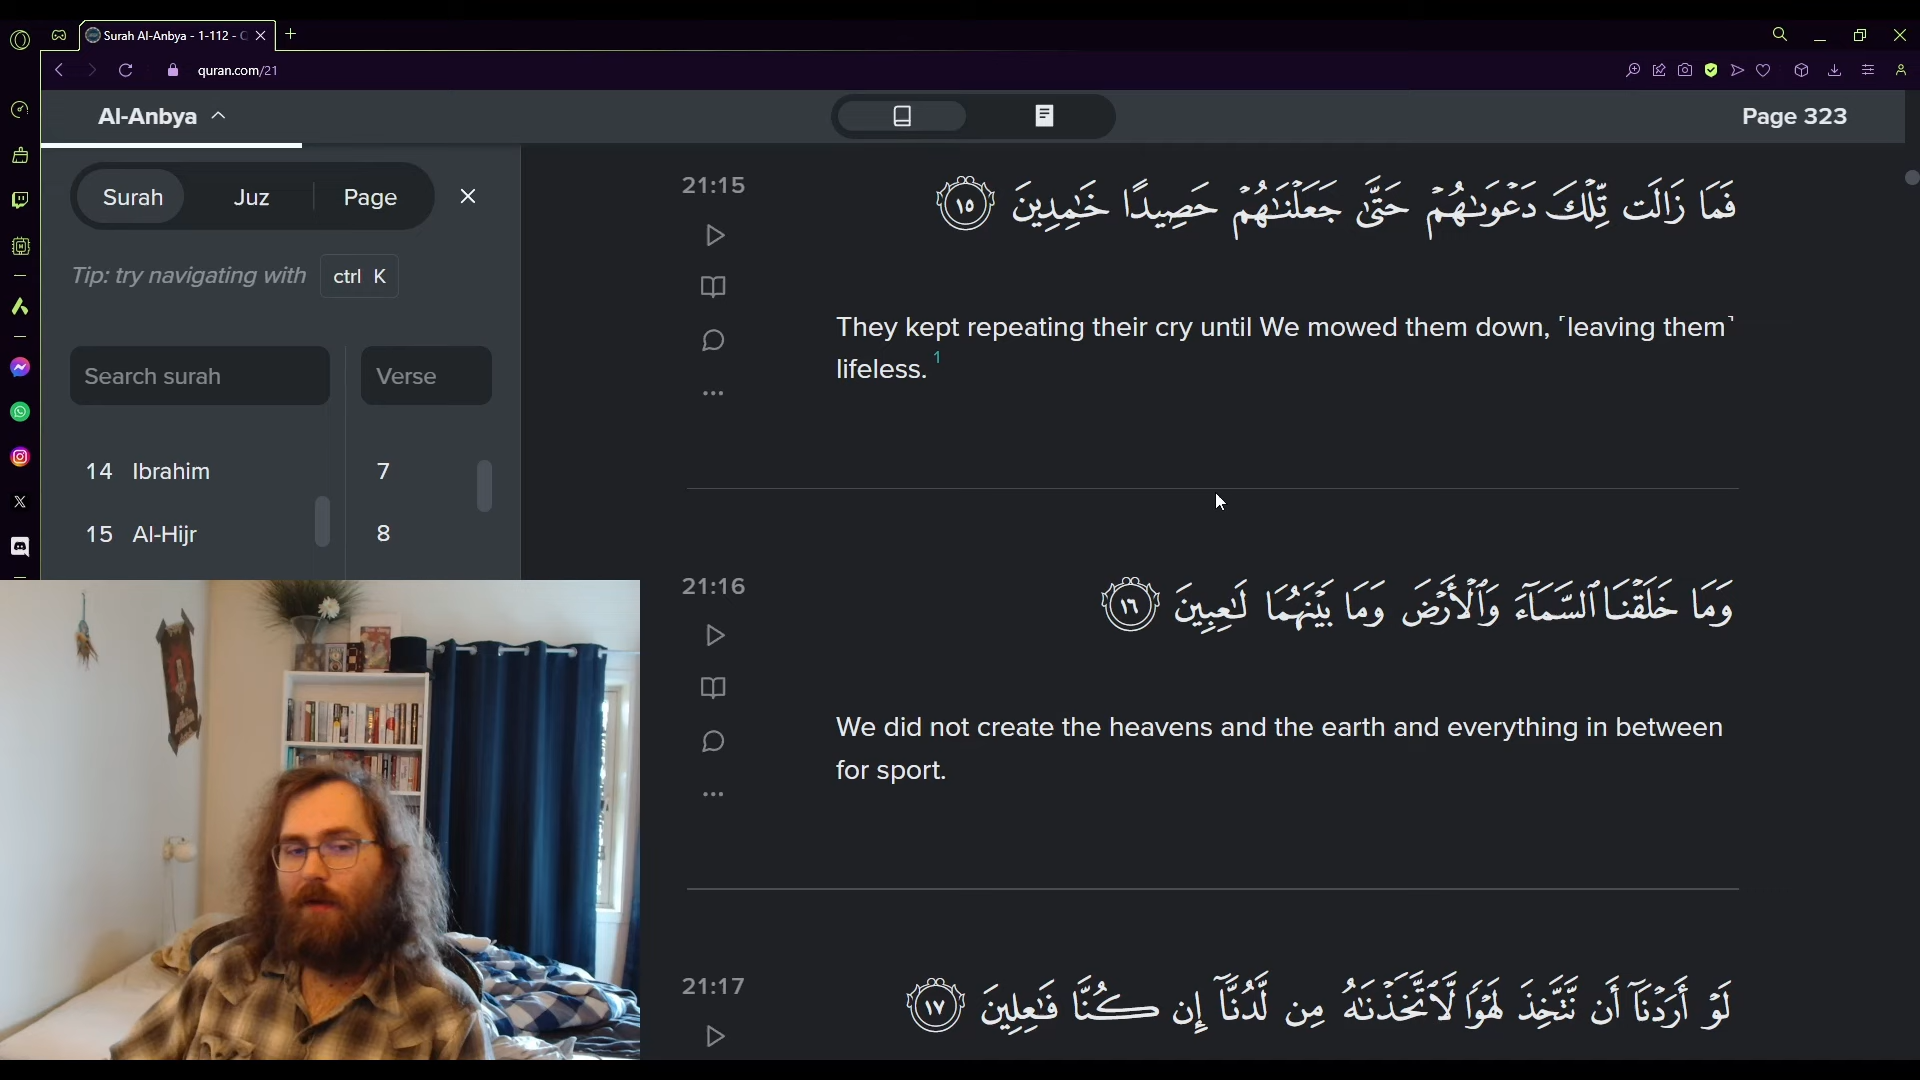 Surah Al-Anbya - 1-112 -
quran.com/21
Al-Anbya
Page 323
Surah
Juz
Page
Tip: try navigating with
ctrl K
Search surah
Verse
14 Ibrahim
7
15 Al-Hijr
8
21:15
فَمَا زَالَت تِّلْكَ دَعْوَىٰهُمْ حَتَّىٰ جَعَلْنَـٰهُمْ حَصِيدًا خَـٰمِدِينَ ١٥
They kept repeating their cry until We mowed them down, ˹leaving them˺
lifeless. 1
21:16
وَمَا خَلَقْنَا ٱلسَّمَآءَ وَٱلْأَرْضَ وَمَا بَيْنَهُمَا لَـٰعِبِينَ ١٦
We did not create the heavens and the earth and everything in between
for sport.
21:17
لَوْ أَرَدْنَآ أَن نَّتَّخِذَ لَهْوًا لَّٱتَّخَذْنَـٰهُ مِن لَّدُنَّآ إِن كُنَّا فَـٰعِلِينَ ١٧